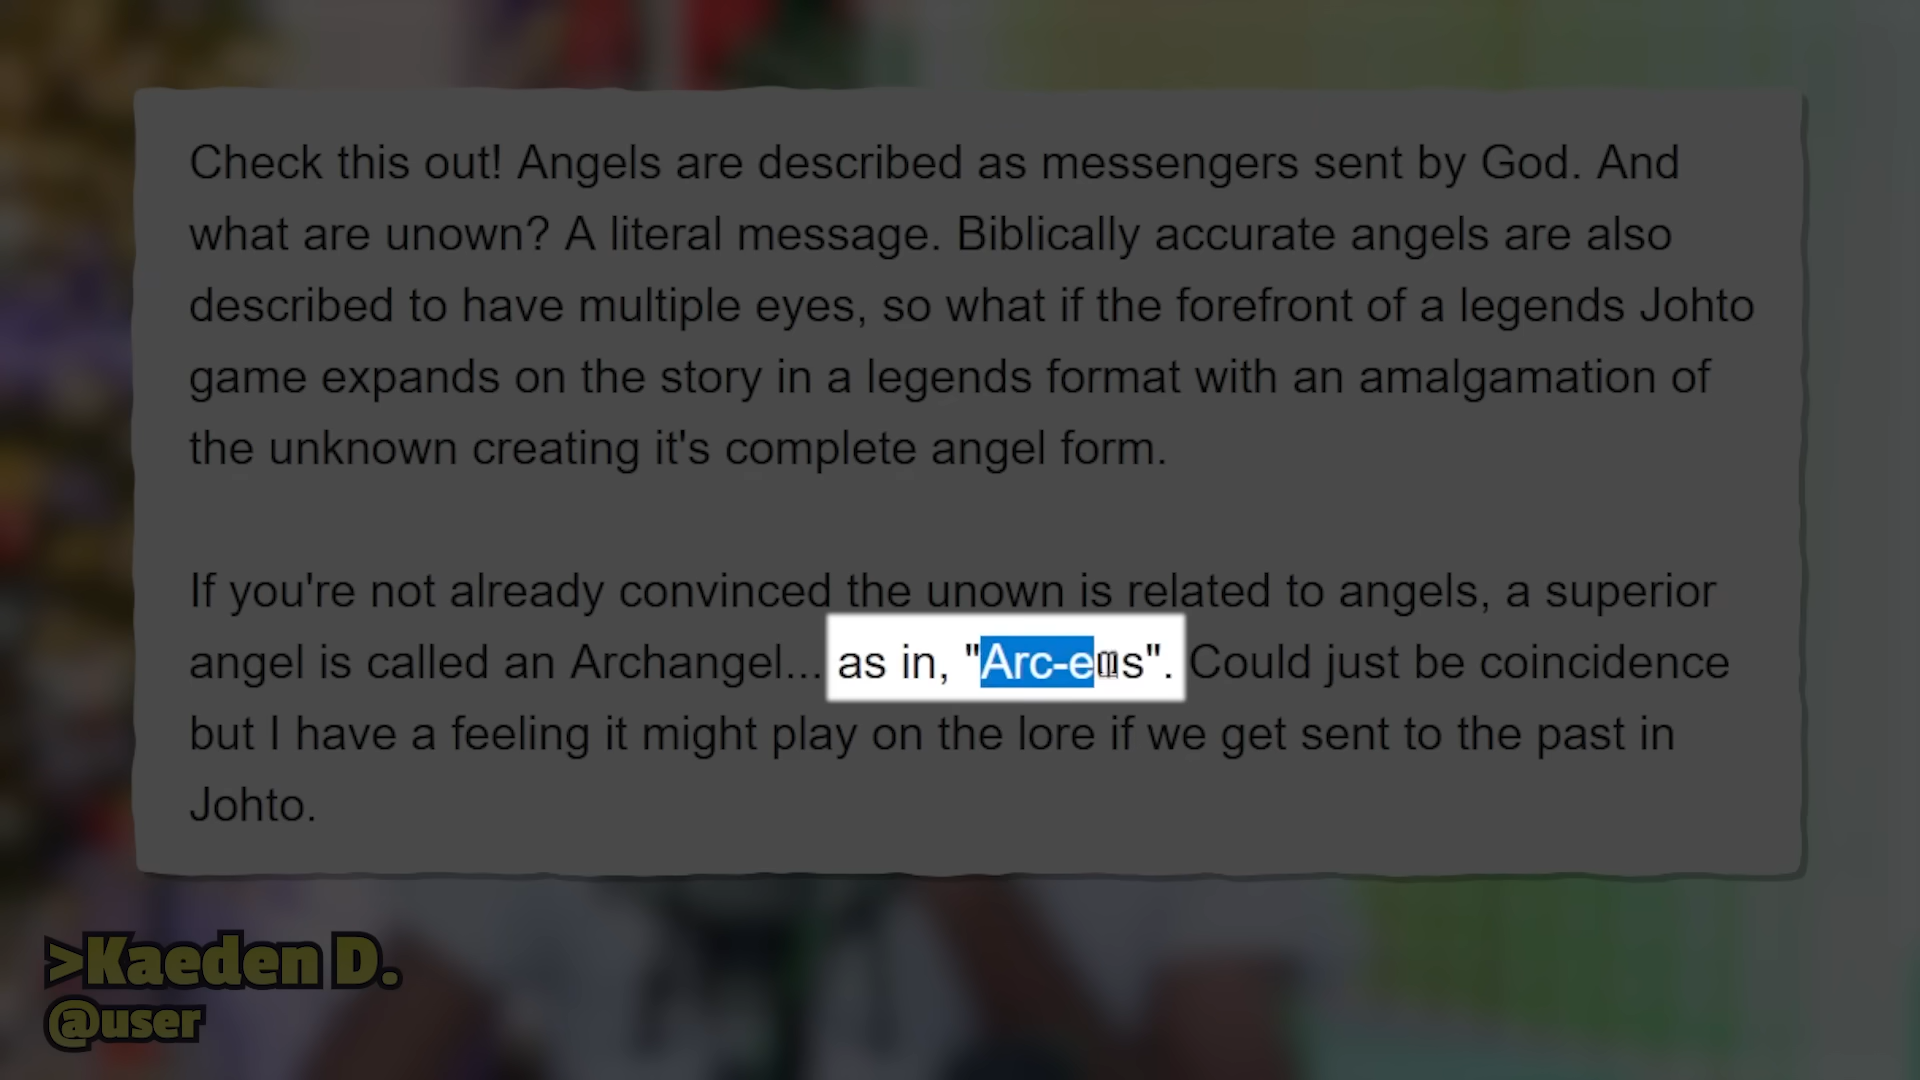 Check this out! Angels are described as messengers sent by God. And
what are unown? A literal message. Biblically accurate angels are also
described to have multiple eyes, so what if the forefront of a legends Johto
game expands on the story in a legends format with an amalgamation of
the unknown creating it's complete angel form.
If you're not already convinced the unown is related to angels, a superior
angel is called an Archangel... as in, "Arc-eus". Could just be coincidence
but I have a feeling it might play on the lore if we get sent to the past in
Johto.
>Kaeden D.
@user